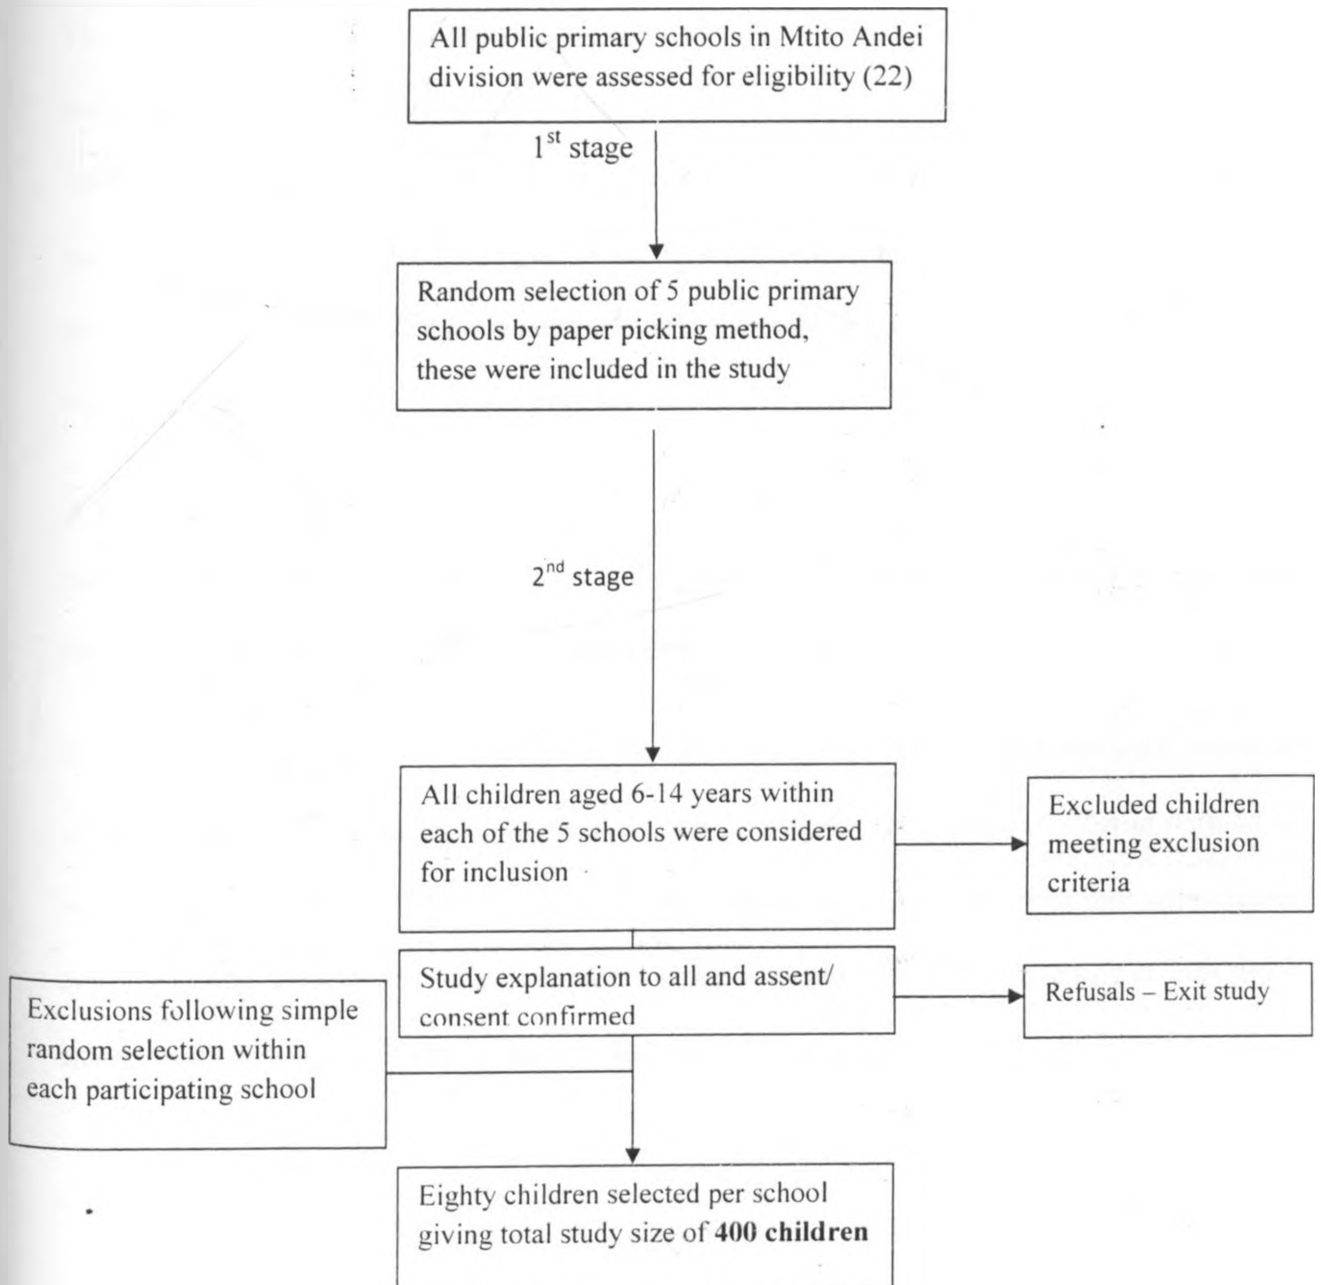 All public primary schools in Mtito Andei
division were assessed for eligibility (22)
1st stage
Random selection of 5 public primary
schools by paper picking method,
these were included in the study
2nd stage
All children aged 6-14 years within
each of the 5 schools were considered
for inclusion
Excluded children
meeting exclusion
criteria
Study explanation to all and assent/
consent confirmed
Refusals – Exit study
Exclusions following simple
random selection within
each participating school
Eighty children selected per school
giving total study size of 400 children